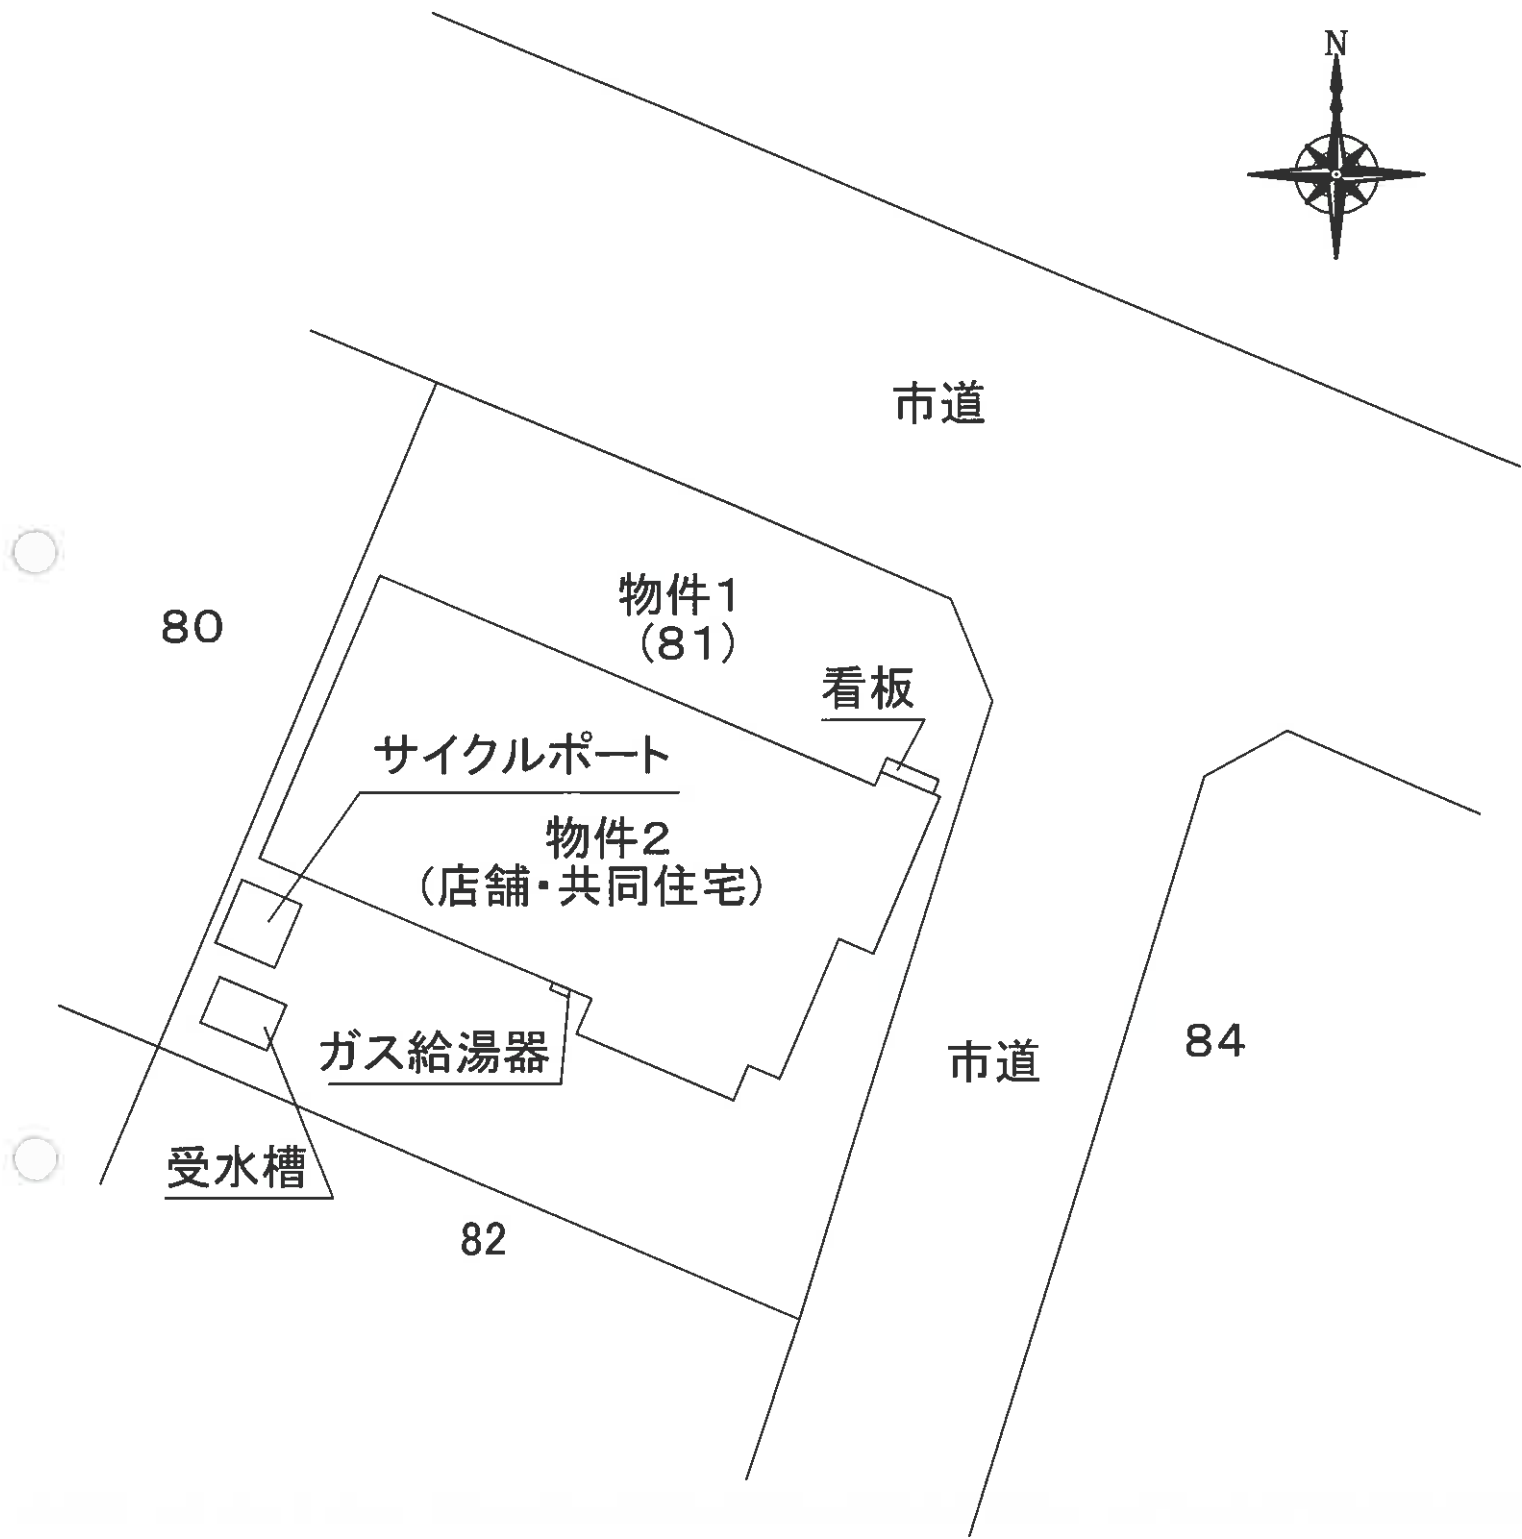 N
市道
物件1
(81)
80
看板
サイクルポート
物件2
(店舗・共同住宅)
ガス給湯器
市道
84
受水槽
82